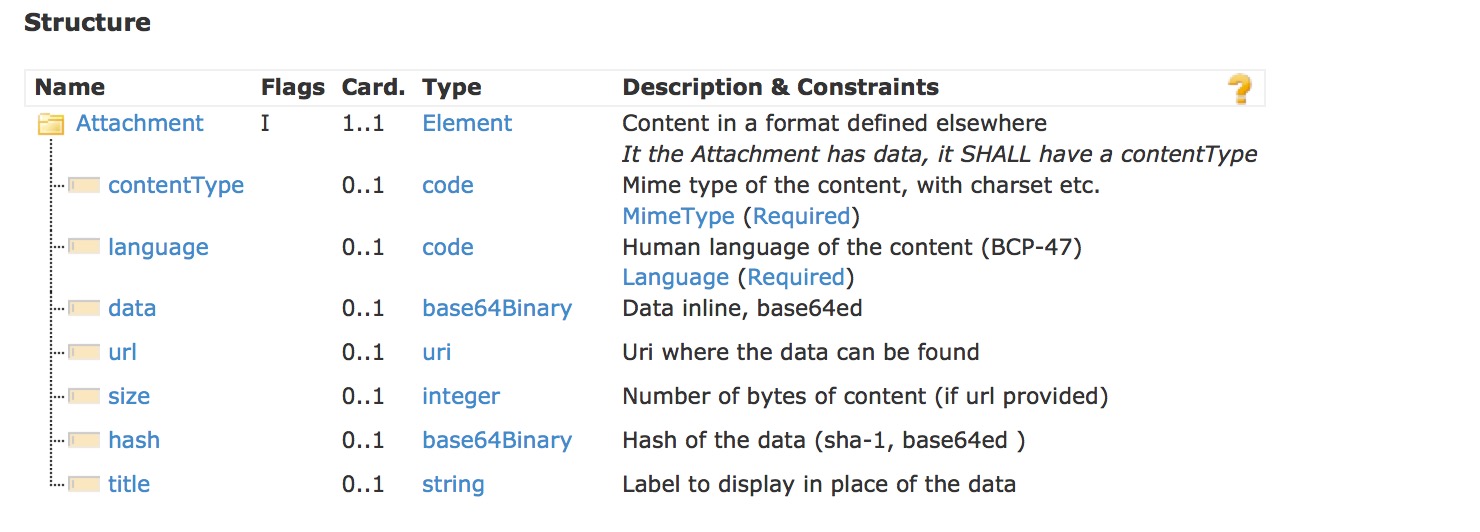 Structure
Name Flags Card. Type Description & Constraints ?
Attachment I 1..1 Element Content in a format defined elsewhere
It the Attachment has data, it SHALL have a contentType
contentType 0..1 code Mime type of the content, with charset etc.
MimeType (Required)
language 0..1 code Human language of the content (BCP-47)
Language (Required)
data 0..1 base64Binary Data inline, base64ed
url 0..1 uri Uri where the data can be found
size 0..1 integer Number of bytes of content (if url provided)
hash 0..1 base64Binary Hash of the data (sha-1, base64ed )
title 0..1 string Label to display in place of the data